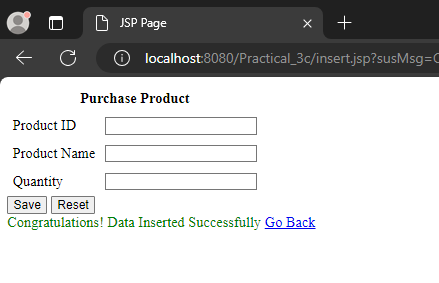 JSP Page
localhost:8080/Practical_3c/insert.jsp?susMsg=
Purchase Product
Product ID
Product Name
Quantity
Save Reset
Congratulations! Data Inserted Successfully Go Back